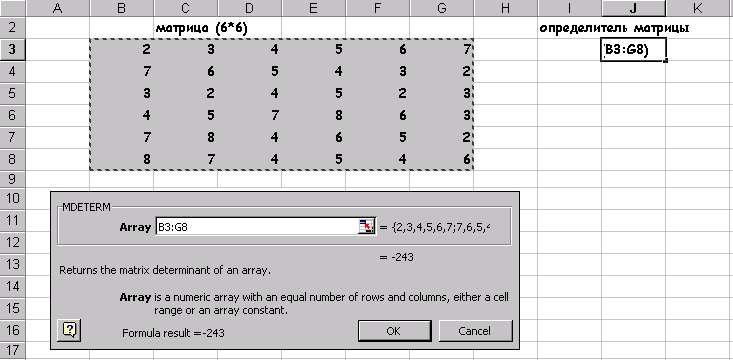 A B C D E F G H I J K
2 матрица (6*6) определитель матрицы
3 2 3 4 5 6 7 B3:G8)
4 7 6 5 4 3 2
5 3 2 4 5 2 3
6 4 5 7 8 6 3
7 7 8 4 6 5 2
8 8 7 4 5 4 6
9
10
MDETERM
11 Array B3:G8 = {2,3,4,5,6,7;7,6,5,4
12
= -243
13
Returns the matrix determinant of an array.
14
Array is a numeric array with an equal number of rows and columns, either a cell
15 range or an array constant.
16 ? Formula result =-243 OK Cancel
17